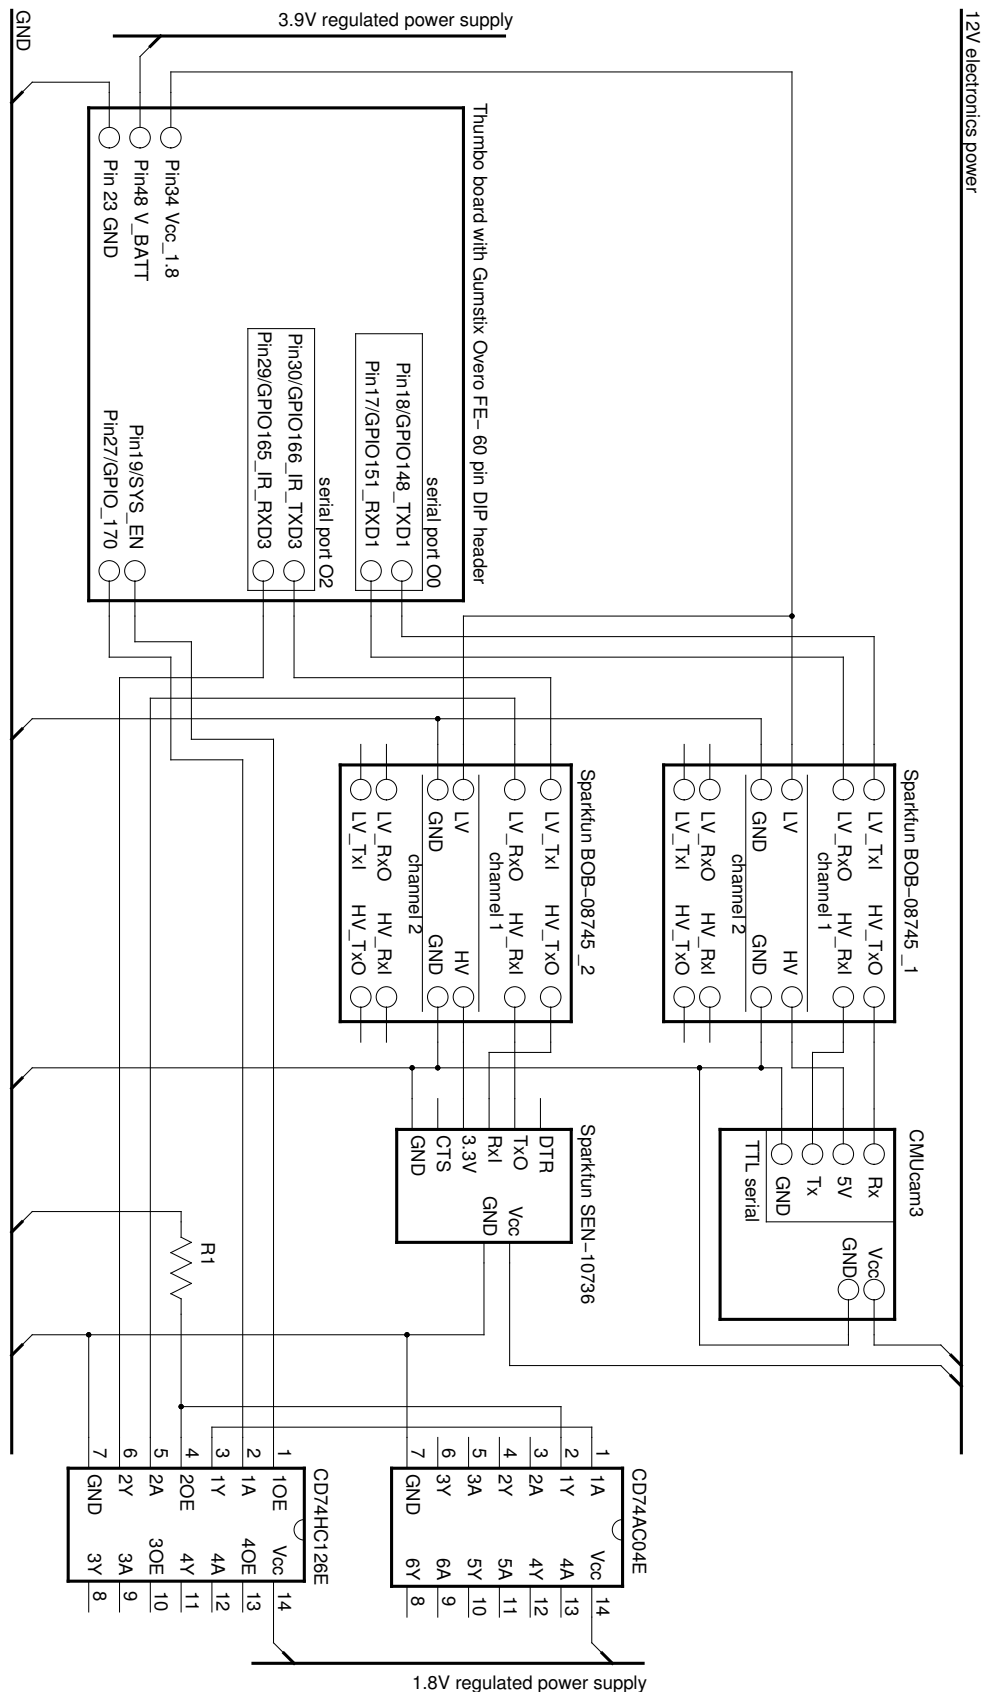 3.9V regulated power supply
GND
12V electronics power
Thumbo board with Gumstix Overo FE- 60 pin DIP header
Pin34 Vcc_1.8
Pin48 V_BATT
Pin 23 GND
serial port O0
Pin18/GPIO148_TXD1
Pin17/GPIO151_RXD1
serial port O2
Pin30/GPIO166_IR_TXD3
Pin29/GPIO165_IR_RXD3
Pin19/SYS_EN
Pin27/GPIO_170
Sparkfun BOB-08745_1
LV_TxI HV_TxO
LV_RxO HV_RxI
channel 1
LV HV
GND GND
channel 2
LV_RxO HV_RxI
LV_TxI HV_TxO
Sparkfun BOB-08745_2
LV_TxI HV_TxO
LV_RxO HV_RxI
channel 1
LV HV
GND GND
channel 2
LV_RxO HV_RxI
LV_TxI HV_TxO
CMUcam3
Rx
5V
Tx
GND
TTL serial
Vcc
GND
Sparkfun SEN-10736
DTR
TxO
RxI
3.3V
CTS
GND
Vcc
GND
R1
CD74AC04E
1 1A Vcc 14
2 1Y 4A 13
3 2A 4Y 12
4 2Y 5A 11
5 3A 5Y 10
6 3Y 6A 9
7 GND 6Y 8
CD74HC126E
1 1OE Vcc 14
2 1A 4OE 13
3 1Y 4A 12
4 2OE 4Y 11
5 2A 3OE 10
6 2Y 3A 9
7 GND 3Y 8
1.8V regulated power supply